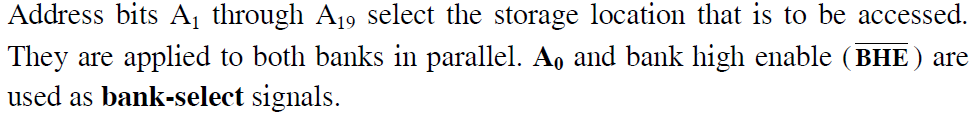 Address bits A₁ through A₁₉ select the storage location that is to be accessed.
They are applied to both banks in parallel. A₀ and bank high enable (B̅H̅E̅) are
used as bank-select signals.